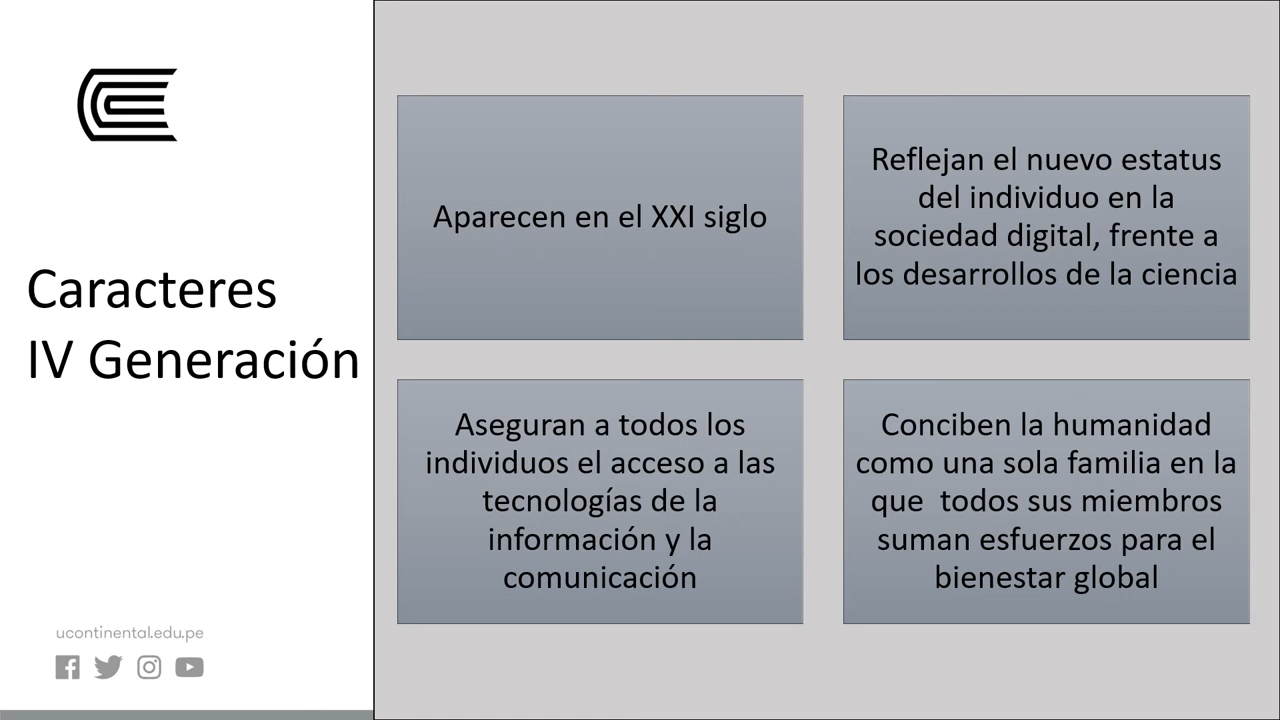 Caracteres
IV Generación
Aparecen en el XXI siglo
Reflejan el nuevo estatus
del individuo en la
sociedad digital, frente a
los desarrollos de la ciencia
Aseguran a todos los
individuos el acceso a las
tecnologías de la
información y la
comunicación
Conciben la humanidad
como una sola familia en la
que  todos sus miembros
suman esfuerzos para el
bienestar global
ucontinental.edu.pe